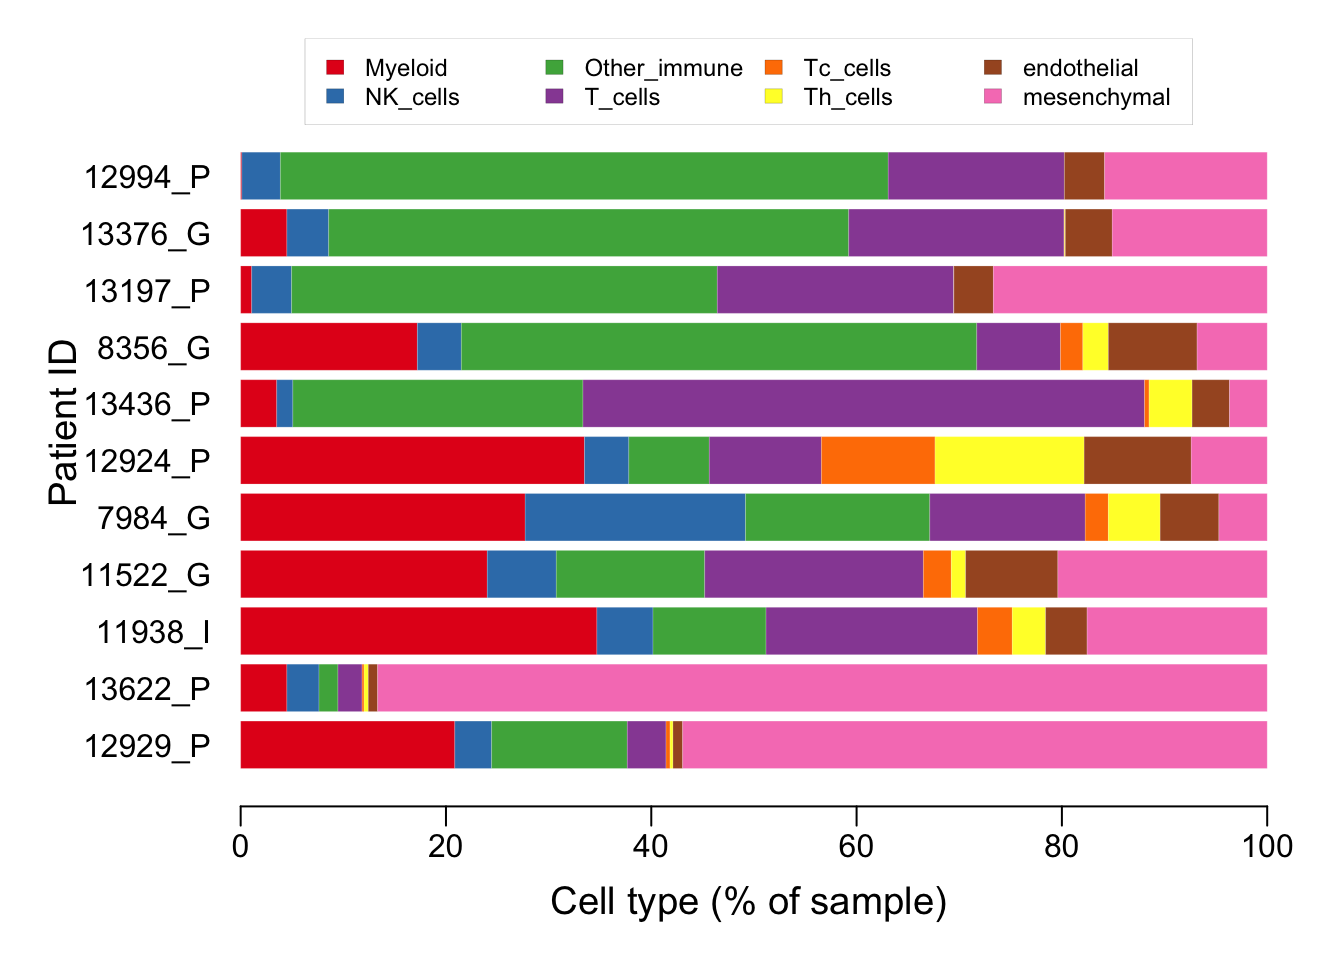 Myeloid Other_immune Tc_cells endothelial
NK_cells T_cells Th_cells mesenchymal
Patient ID
12994_P
13376_G
13197_P
8356_G
13436_P
12924_P
7984_G
11522_G
11938_I
13622_P
12929_P
0 20 40 60 80 100
Cell type (% of sample)